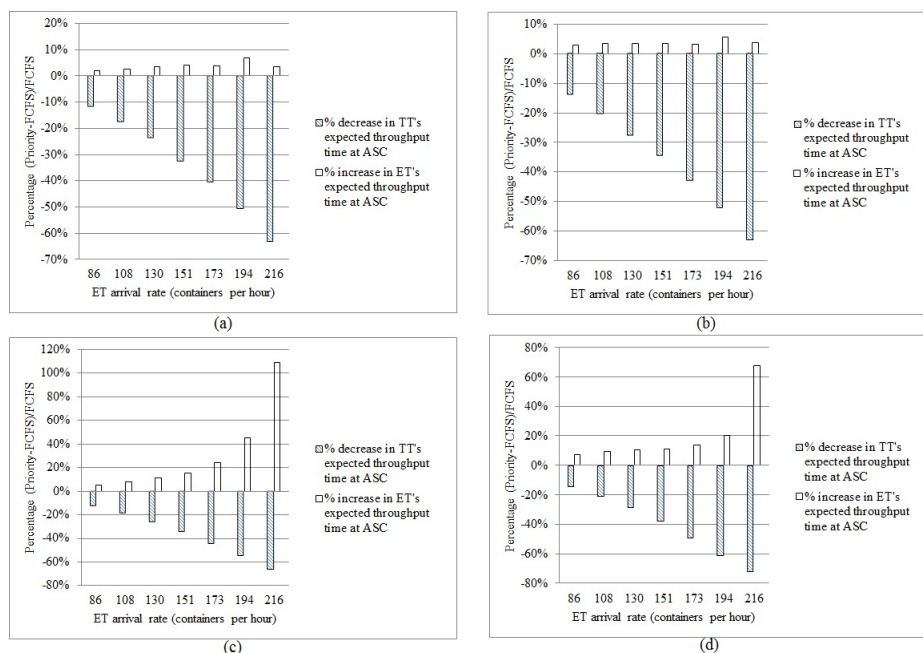 20%
10%
0%
-10%
-20%
-30%
-40%
-50%
-60%
-70%
Percentage (Priority-FCFS)/FCFS
86 108 130 151 173 194 216
ET arrival rate (containers per hour)
% decrease in TT's
expected throughput
time at ASC
% increase in ET's
expected throughput
time at ASC
(a)
10%
0%
-10%
-20%
-30%
-40%
-50%
-60%
-70%
Percentage (Priority-FCFS)/FCFS
86 108 130 151 173 194 216
ET arrival rate (containers per hour)
% decrease in TT's
expected throughput
time at ASC
% increase in ET's
expected throughput
time at ASC
(b)
120%
100%
80%
60%
40%
20%
0%
-20%
-40%
-60%
-80%
Percentage (Priority-FCFS)/FCFS
86 108 130 151 173 194 216
ET arrival rate (containers per hour)
% decrease in TT's
expected throughput
time at ASC
% increase in ET's
expected throughput
time at ASC
(c)
80%
60%
40%
20%
0%
-20%
-40%
-60%
-80%
Percentage (Priority-FCFS)/FCFS
86 108 130 151 173 194 216
ET arrival rate (containers per hour)
% decrease in TT's
expected throughput
time at ASC
% increase in ET's
expected throughput
time at ASC
(d)